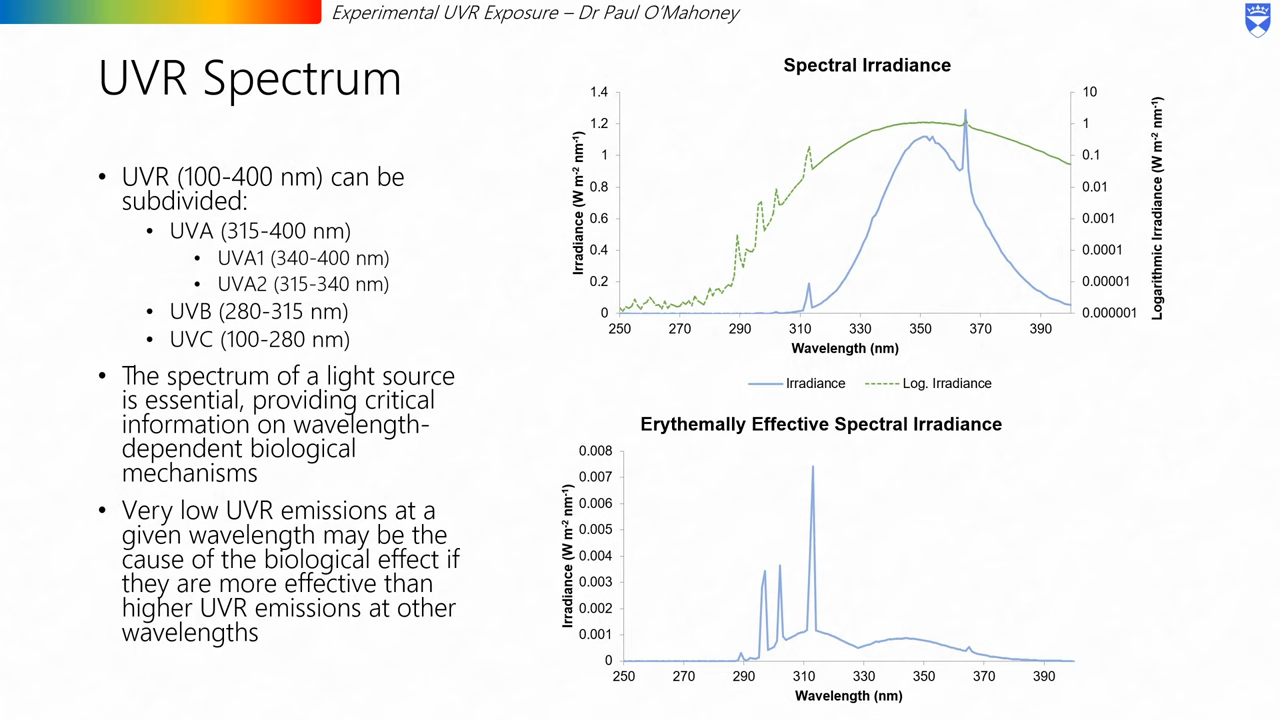 Experimental UVR Exposure – Dr Paul O’Mahoney
UVR Spectrum
• UVR (100-400 nm) can be
subdivided:
• UVA (315-400 nm)
• UVA1 (340-400 nm)
• UVA2 (315-340 nm)
• UVB (280-315 nm)
• UVC (100-280 nm)
• The spectrum of a light source
is essential, providing critical
information on wavelength-
dependent biological
mechanisms
• Very low UVR emissions at a
given wavelength may be the
cause of the biological effect if
they are more effective than
higher UVR emissions at other
wavelengths
Spectral Irradiance
Irradiance (W m⁻² nm⁻¹)
1.4
1.2
1
0.8
0.6
0.4
0.2
0
10
1
0.1
0.01
0.001
0.0001
0.00001
0.000001
Logarithmic Irradiance (W m⁻² nm⁻¹)
250 270 290 310 330 350 370 390
Wavelength (nm)
Irradiance Log. Irradiance
Erythemally Effective Spectral Irradiance
Irradiance (W m⁻² nm⁻¹)
0.008
0.007
0.006
0.005
0.004
0.003
0.002
0.001
0
250 270 290 310 330 350 370 390
Wavelength (nm)